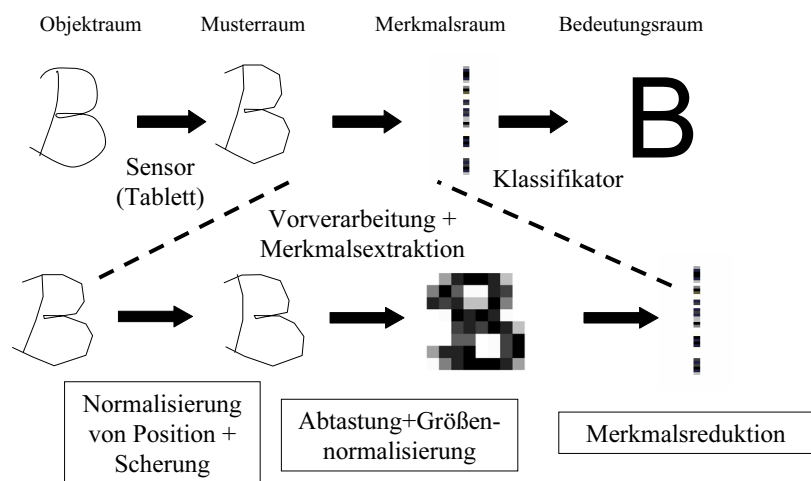 Objektraum Musterraum Merkmalsraum Bedeutungsraum
B
Sensor
(Tablett)
Klassifikator
Vorverarbeitung +
Merkmalsextraktion
Normalisierung
von Position +
Scherung
Abtastung+Größen-
normalisierung
Merkmalsreduktion